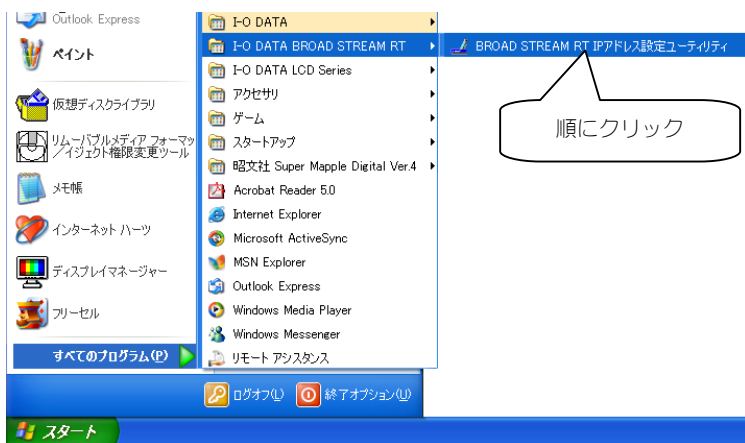 Outlook Express
ペイント
仮想ディスクライブラリ
リムーバブルメディア フォーマッ
／イジェクト権限変更ツール
メモ帳
インターネット ハーツ
ディスプレイマネージャー
フリーセル
すべてのプログラム(P)
I-O DATA
I-O DATA BROAD STREAM RT
I-O DATA LCD Series
アクセサリ
ゲーム
スタートアップ
昭文社 Super Mapple Digital Ver.4
Acrobat Reader 5.0
Internet Explorer
Microsoft ActiveSync
MSN Explorer
Outlook Express
Windows Media Player
Windows Messenger
リモート アシスタンス
BROAD STREAM RT IPアドレス設定ユーティリティ
順にクリック
ログオフ(L)
終了オプション(U)
スタート